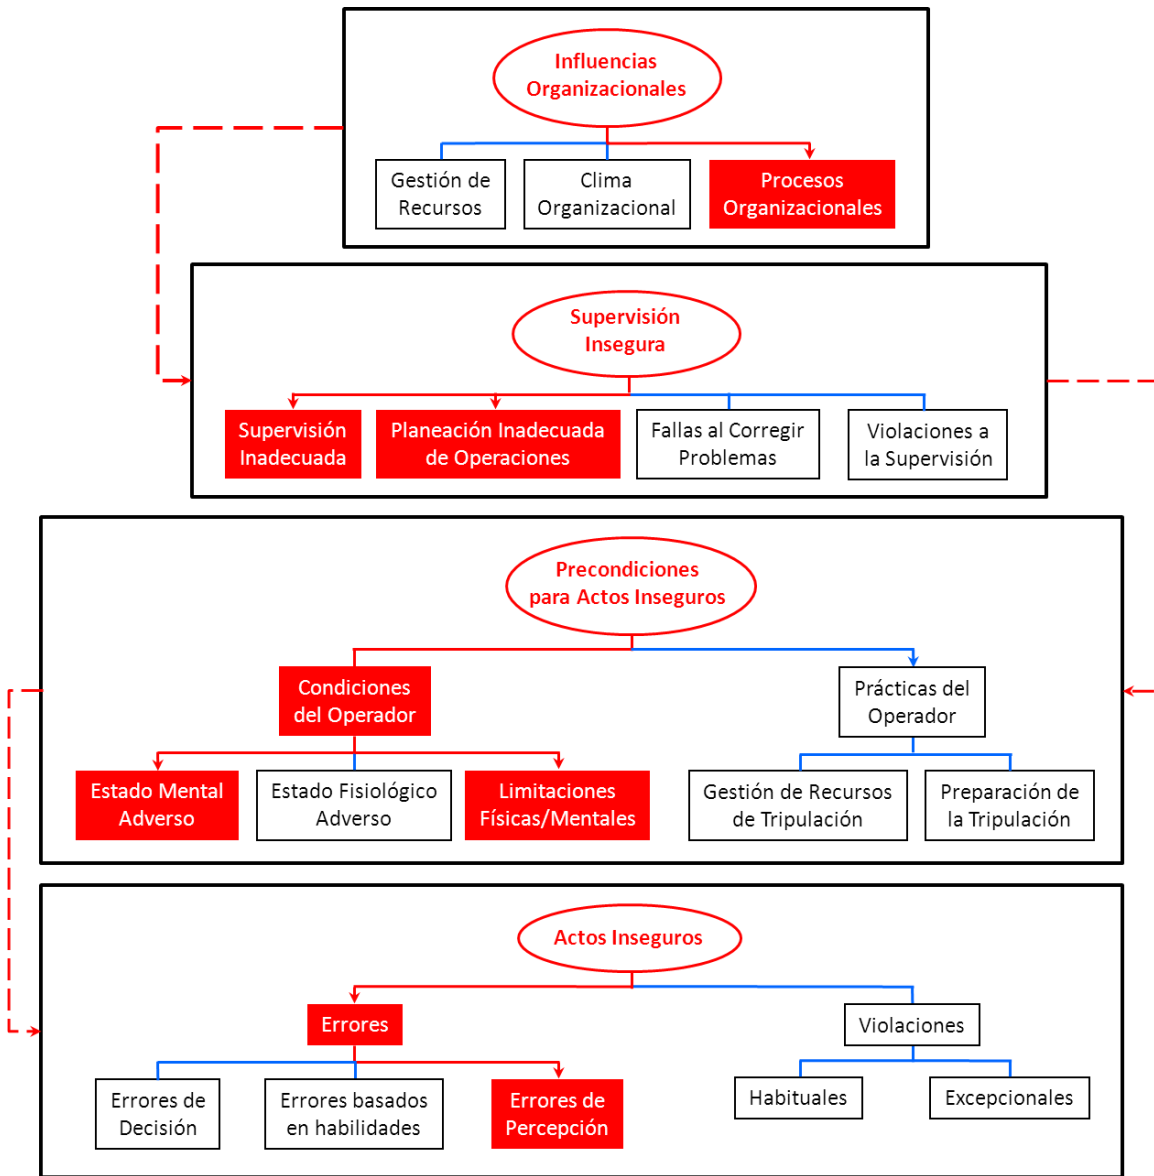 Influencias
Organizacionales
Gestión de
Recursos
Clima
Organizacional
Procesos
Organizacionales
Supervisión
Insegura
Supervisión
Inadecuada
Planeación Inadecuada
de Operaciones
Fallas al Corregir
Problemas
Violaciones a
la Supervisión
Precondiciones
para Actos Inseguros
Condiciones
del Operador
Prácticas del
Operador
Estado Mental
Adverso
Estado Fisiológico
Adverso
Limitaciones
Físicas/Mentales
Gestión de Recursos
de Tripulación
Preparación de
la Tripulación
Actos Inseguros
Errores
Violaciones
Errores de
Decisión
Errores basados
en habilidades
Errores de
Percepción
Habituales
Excepcionales